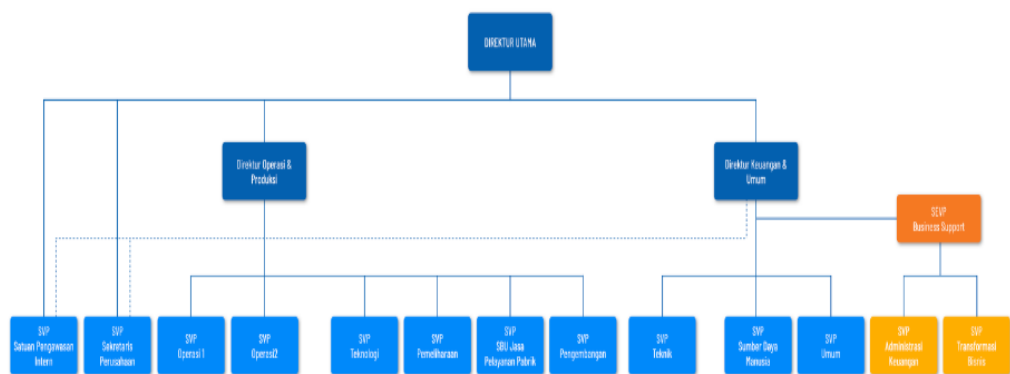 DIREKTUR UTAMA
Direktur Operasi &
Produksi
Direktur Keuangan &
Umum
SEVP
Business Support
SVP
Satuan Pengawasan
Intern
SVP
Sekretaris
Perusahaan
SVP
Operasi 1
SVP
Operasi2
SVP
Teknologi
SVP
Pemeliharaan
SVP
SBU Jasa
Pelayanan Pabrik
SVP
Pengembangan
SVP
Teknik
SVP
Sumber Daya
Manusia
SVP
Umum
SVP
Administrasi
Keuangan
SVP
Transformasi
Bisnis